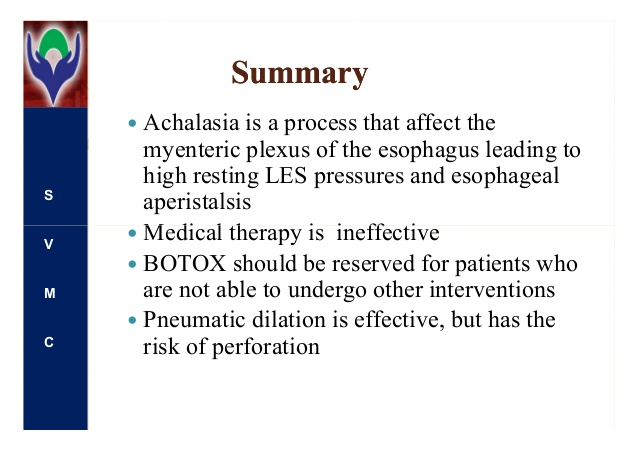 Summary
• Achalasia is a process that affect the
myenteric plexus of the esophagus leading to
high resting LES pressures and esophageal
aperistalsis
• Medical therapy is  ineffective
• BOTOX should be reserved for patients who
are not able to undergo other interventions
• Pneumatic dilation is effective, but has the
risk of perforation
S
V
M
C